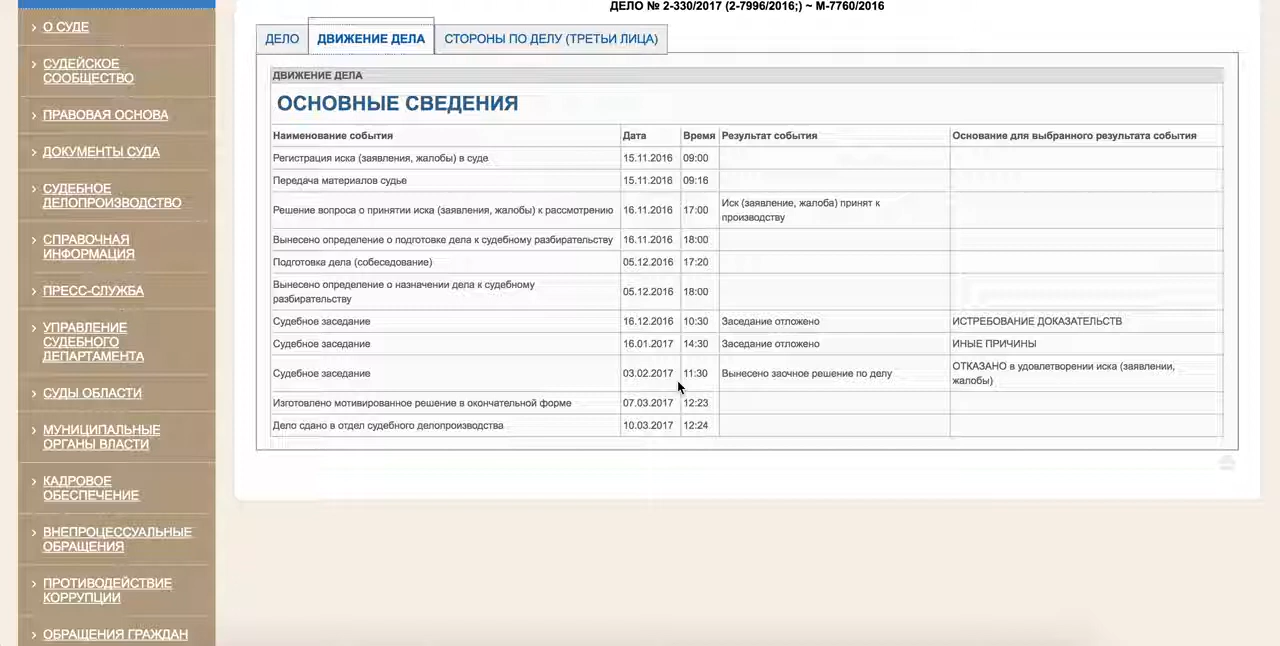 ДЕЛО № 2-330/2017 (2-7996/2016;) ~ М-7760/2016
О СУДЕ
СУДЕЙСКОЕ
СООБЩЕСТВО
ПРАВОВАЯ ОСНОВА
ДОКУМЕНТЫ СУДА
СУДЕБНОЕ
ДЕЛОПРОИЗВОДСТВО
СПРАВОЧНАЯ
ИНФОРМАЦИЯ
ПРЕСС-СЛУЖБА
УПРАВЛЕНИЕ
СУДЕБНОГО
ДЕПАРТАМЕНТА
СУДЫ ОБЛАСТИ
МУНИЦИПАЛЬНЫЕ
ОРГАНЫ ВЛАСТИ
КАДРОВОЕ
ОБЕСПЕЧЕНИЕ
ВНЕПРОЦЕССУАЛЬНЫЕ
ОБРАЩЕНИЯ
ПРОТИВОДЕЙСТВИЕ
КОРРУПЦИИ
ОБРАЩЕНИЯ ГРАЖДАН
ДЕЛО ДВИЖЕНИЕ ДЕЛА СТОРОНЫ ПО ДЕЛУ (ТРЕТЬИ ЛИЦА)
ДВИЖЕНИЕ ДЕЛА
ОСНОВНЫЕ СВЕДЕНИЯ
Наименование события Дата Время Результат события Основание для выбранного результата события
Регистрация иска (заявления, жалобы) в суде 15.11.2016 09:00
Передача материалов судье 15.11.2016 09:16
Решение вопроса о принятии иска (заявления, жалобы) к рассмотрению 16.11.2016 17:00 Иск (заявление, жалоба) принят к
производству
Вынесено определение о подготовке дела к судебному разбирательству 16.11.2016 18:00
Подготовка дела (собеседование) 05.12.2016 17:20
Вынесено определение о назначении дела к судебному
разбирательству 05.12.2016 18:00
Судебное заседание 16.12.2016 10:30 Заседание отложено ИСТРЕБОВАНИЕ ДОКАЗАТЕЛЬСТВ
Судебное заседание 16.01.2017 14:30 Заседание отложено ИНЫЕ ПРИЧИНЫ
Судебное заседание 03.02.2017 11:30 Вынесено заочное решение по делу ОТКАЗАНО в удовлетворении иска (заявлении,
жалобы)
Изготовлено мотивированное решение в окончательной форме 07.03.2017 12:23
Дело сдано в отдел судебного делопроизводства 10.03.2017 12:24